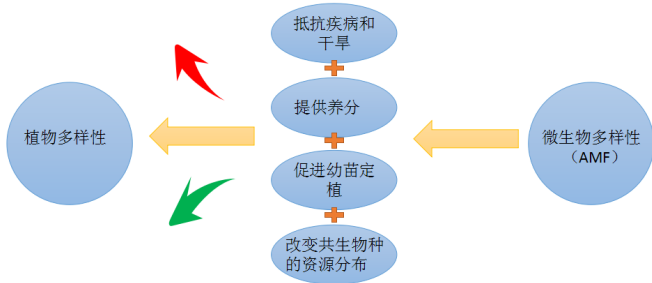 抵抗疾病和
干旱
提供养分
促进幼苗定
植
改变共生物种
的资源分布
植物多样性
微生物多样性
（AMF）